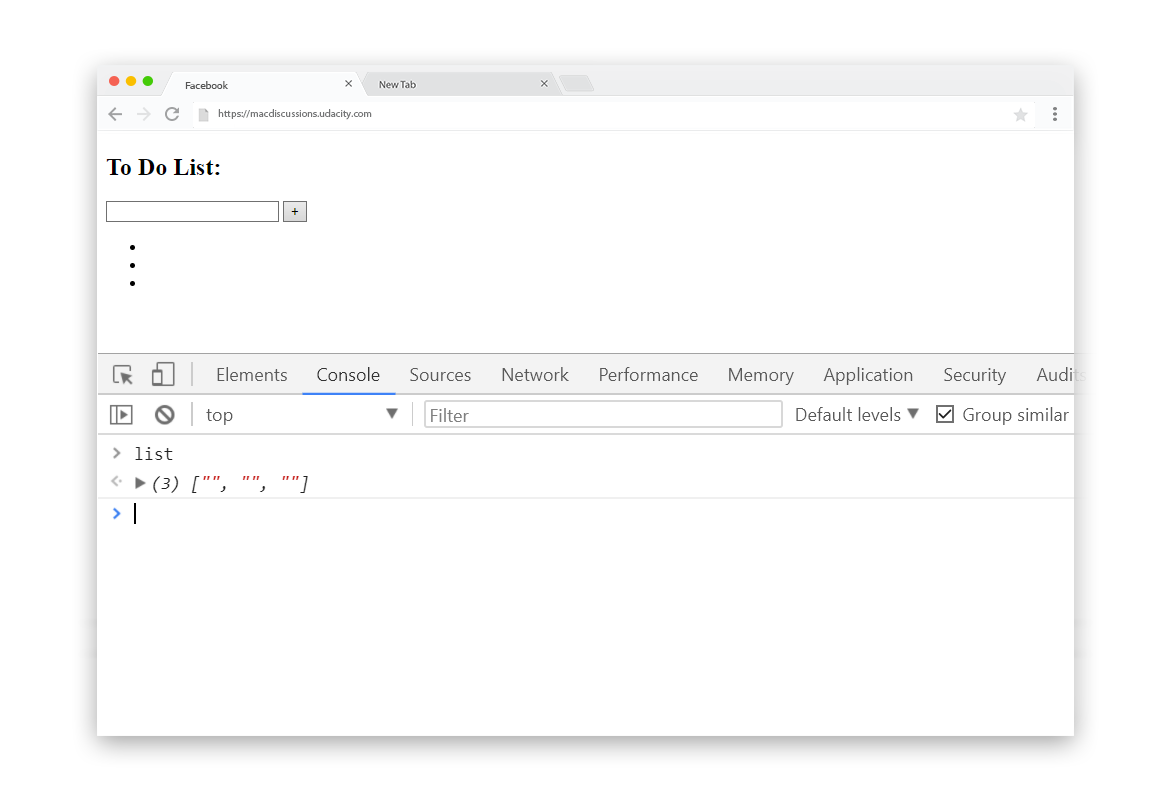 Facebook
New Tab
https://macdiscussions.udacity.com
To Do List:
+
Elements Console Sources Network Performance Memory Application Security Audits
top Filter Default levels Group similar
list
(3) ["", "", ""]